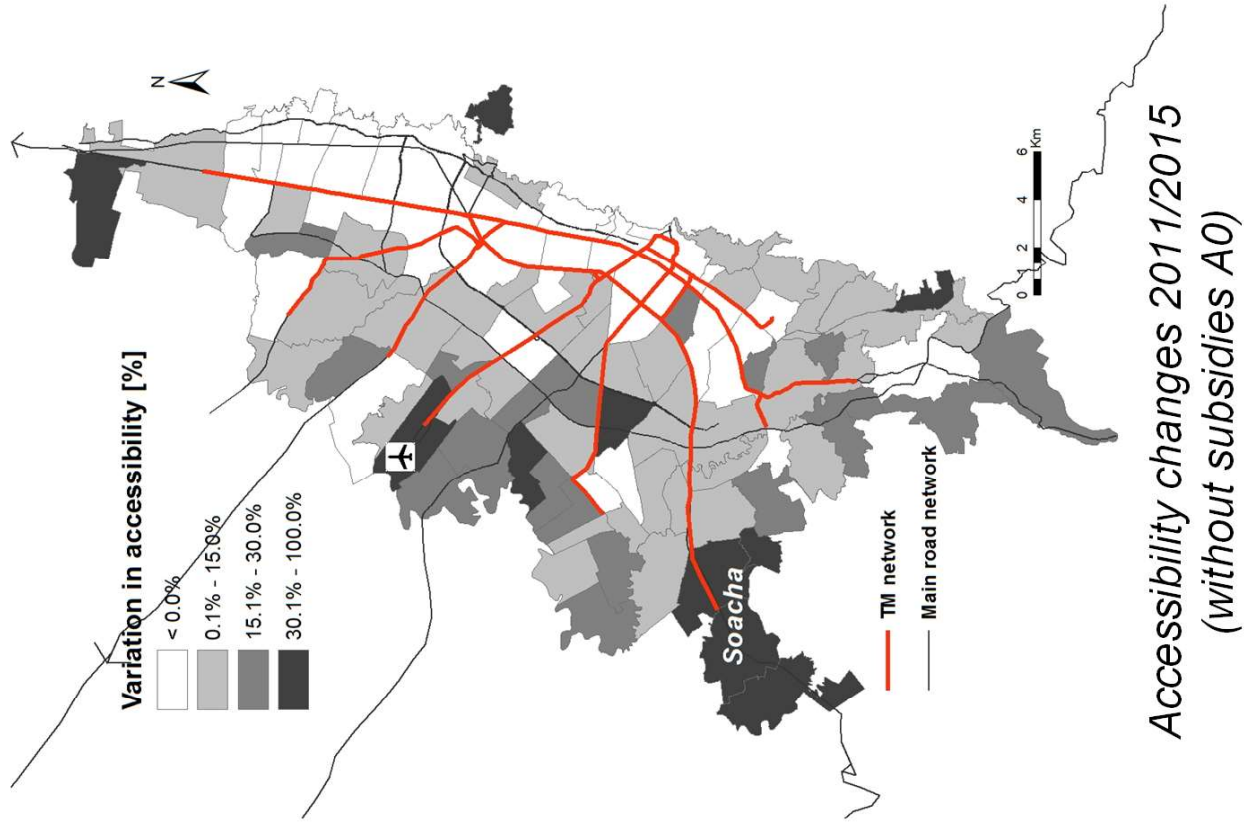 N
Variation in accessibility [%]
< 0.0%
0.1% - 15.0%
15.1% - 30.0%
30.1% - 100.0%
Soacha
TM network
Main road network
0 2 4 6
Km
Accessibility changes 2011/2015
(without subsidies A0)